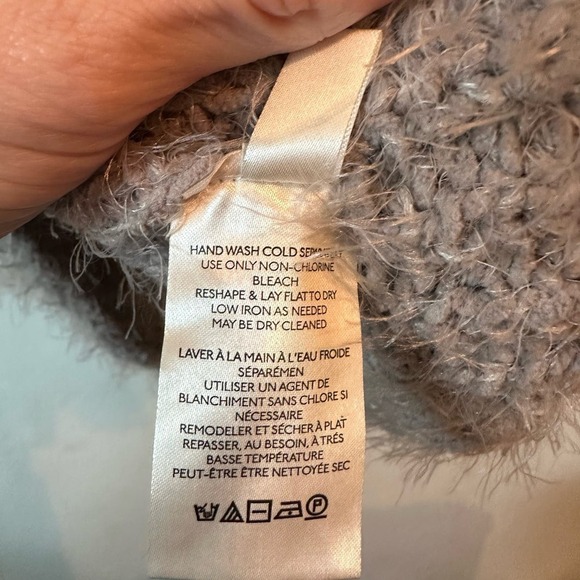 HAND WASH COLD SEPARATELY
USE ONLY NON-CHLORINE
BLEACH
RESHAPE & LAY FLAT TO DRY
LOW IRON AS NEEDED
MAY BE DRY CLEANED
LAVER À LA MAIN À L'EAU FROIDE
SÉPARÉMEN
UTILISER UN AGENT DE
BLANCHIMENT SANS CHLORE SI
NÉCESSAIRE
REMODELER ET SÉCHER À PLAT
REPASSER, AU BESOIN, À TRÉS
BASSE TEMPÉRATURE
PEUT-ÊTRE ÊTRE NETTOYÉE SEC
P